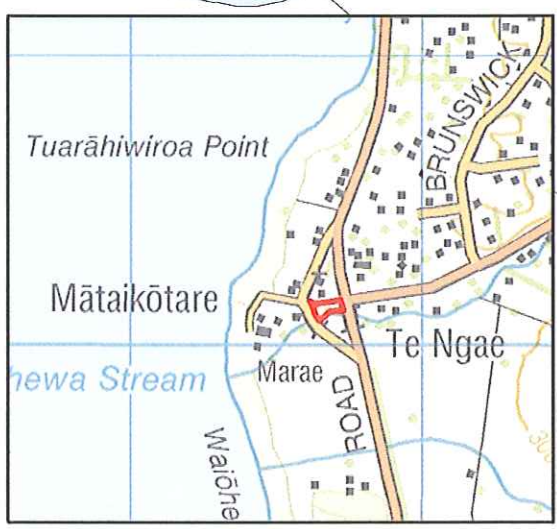 BRUNSWICK
Tuarāhiwiroa Point
Mātaikōtare
Te Ngae
Marae
hewa Stream
ROAD
Waiōhe